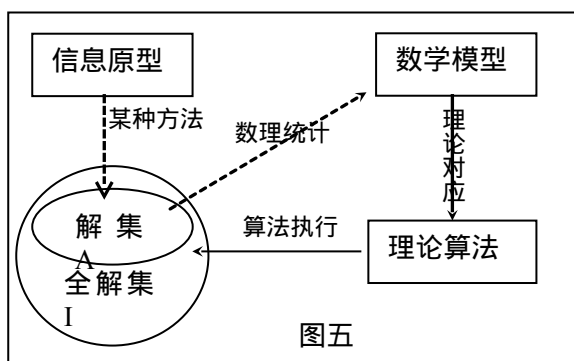 信息原型
数学模型
某种方法
数理统计
理论对应
解 集
A
算法执行
理论算法
全解集
I
图五